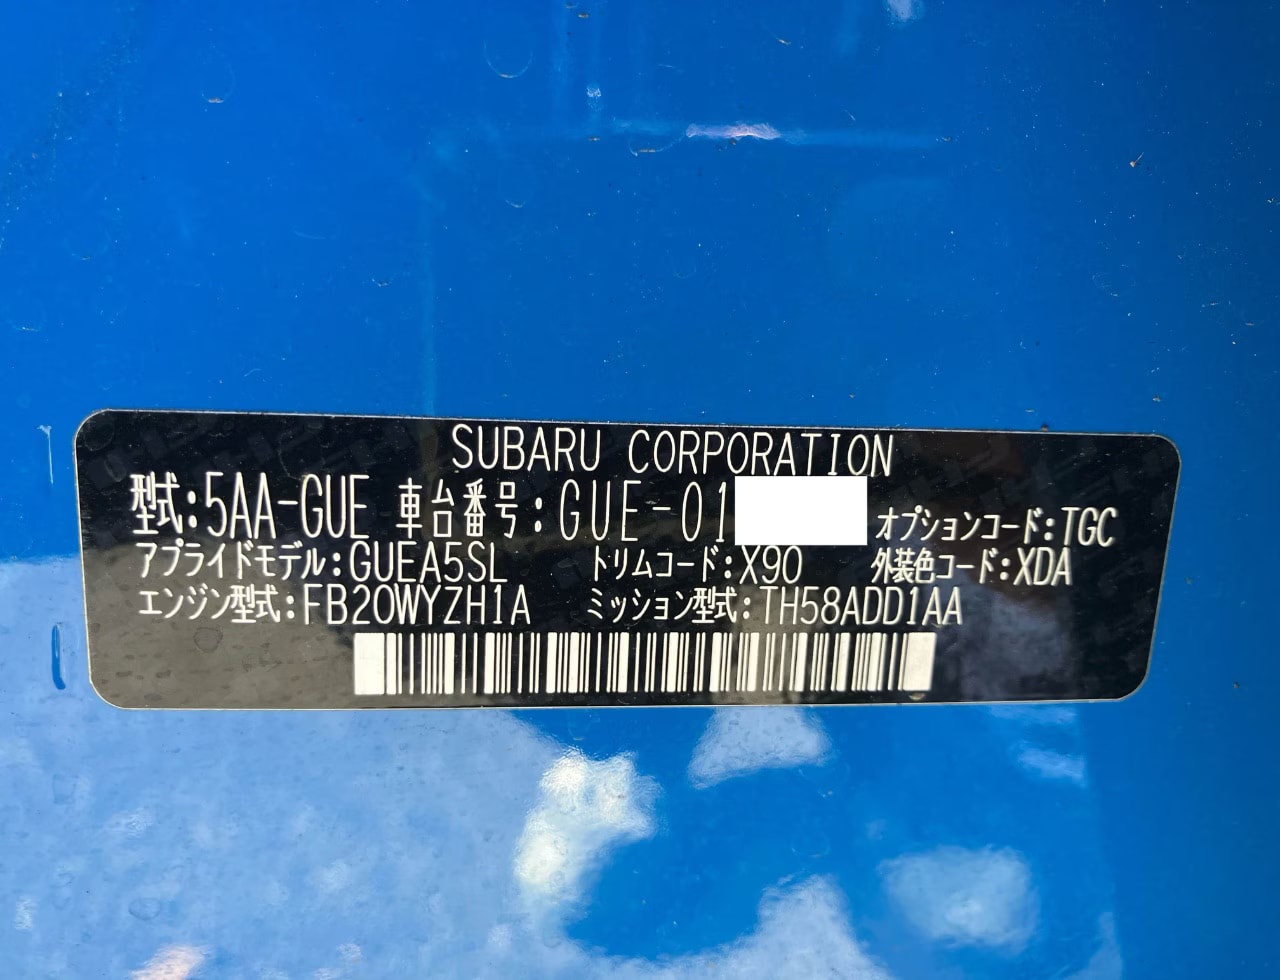 SUBARU CORPORATION
型式:5AA-GUE 車台番号:GUE-01 オプションコード:TGC
アプライドモデル:GUEA5SL トリムコード:X90 外装色コード:XDA
エンジン型式:FB20WYZH1A ミッション型式:TH58ADD1AA